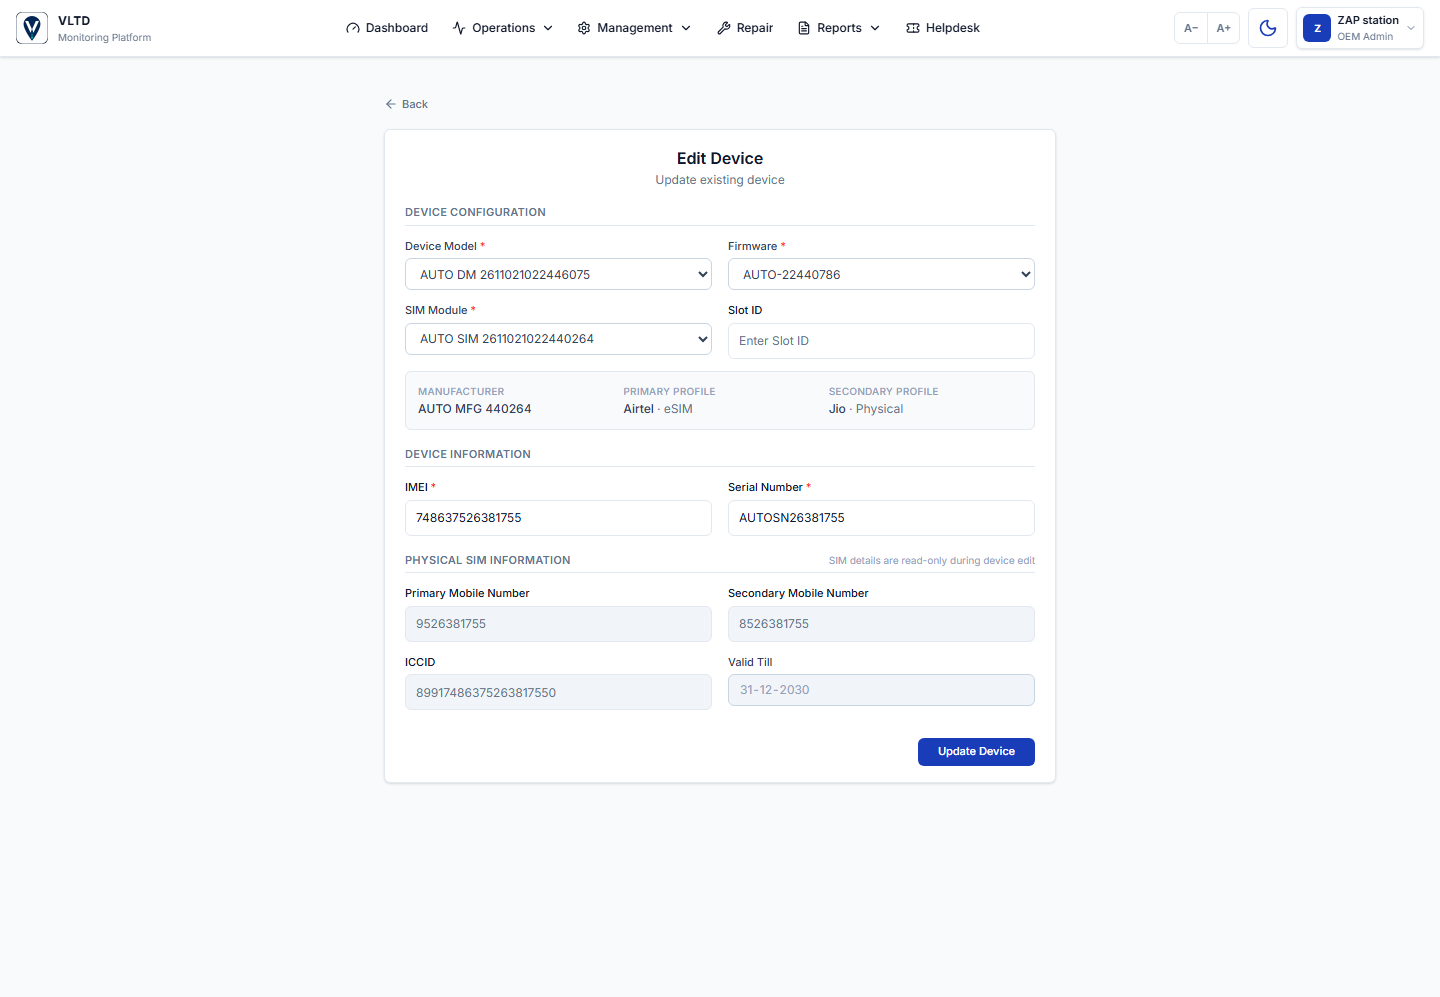 VLTD
Monitoring Platform
Dashboard
Operations
Management
Repair
Reports
Helpdesk
A−
A+
Z
ZAP station
OEM Admin
Back
Edit Device
Update existing device
DEVICE CONFIGURATION
Device Model *
Firmware *
AUTO DM 2611021022446075
AUTO-22440786
SIM Module *
Slot ID
AUTO SIM 2611021022440264
Enter Slot ID
MANUFACTURER
PRIMARY PROFILE
SECONDARY PROFILE
AUTO MFG 440264
Airtel · eSIM
Jio · Physical
DEVICE INFORMATION
IMEI *
Serial Number *
748637526381755
AUTOSN26381755
PHYSICAL SIM INFORMATION
SIM details are read-only during device edit
Primary Mobile Number
Secondary Mobile Number
9526381755
8526381755
ICCID
Valid Till
89917486375263817550
31-12-2030
Update Device